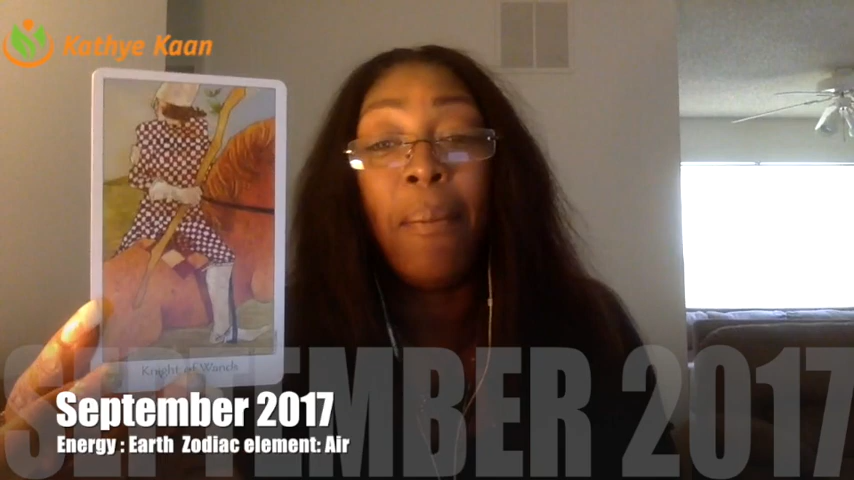 Kathye Kaan
Knight of Wands
SEPTEMBER 2017
September 2017
Energy : Earth Zodiac element: Air